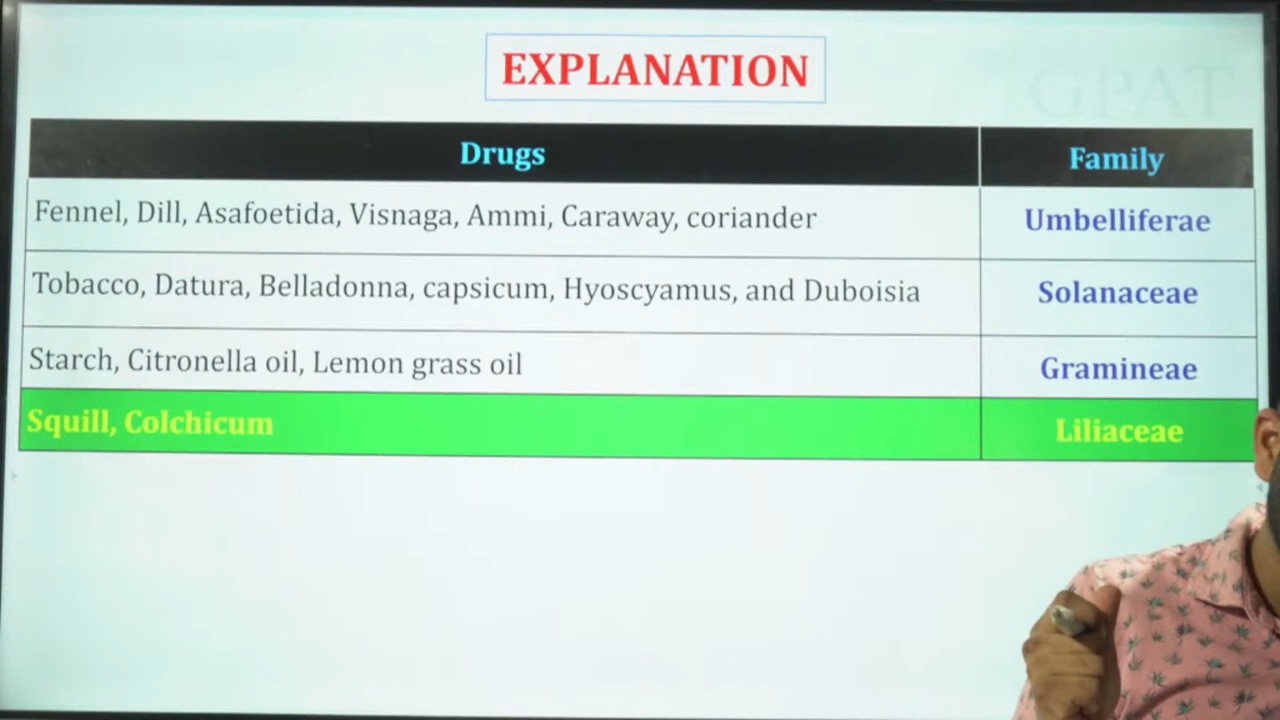 EXPLANATION
GPAT
Drugs Family
Fennel, Dill, Asafoetida, Visnaga, Ammi, Caraway, coriander Umbelliferae
Tobacco, Datura, Belladonna, capsicum, Hyoscyamus, and Duboisia Solanaceae
Starch, Citronella oil, Lemon grass oil Gramineae
Squill, Colchicum Liliaceae